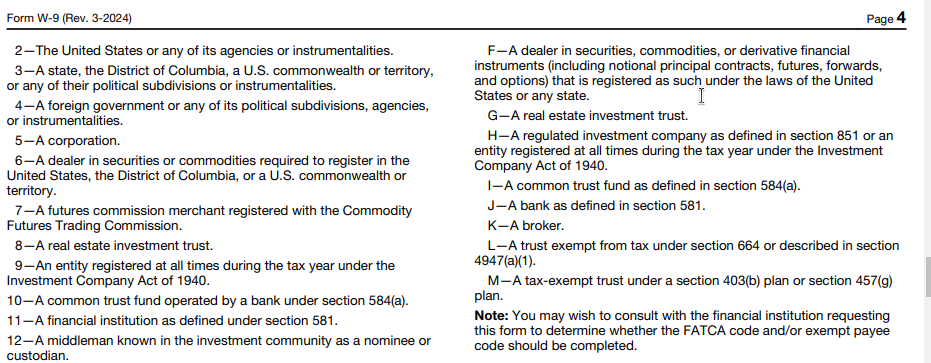 Form W-9 (Rev. 3-2024)
Page 4
2—The United States or any of its agencies or instrumentalities.
3—A state, the District of Columbia, a U.S. commonwealth or territory,
or any of their political subdivisions or instrumentalities.
4—A foreign government or any of its political subdivisions, agencies,
or instrumentalities.
5—A corporation.
6—A dealer in securities or commodities required to register in the
United States, the District of Columbia, or a U.S. commonwealth or
territory.
7—A futures commission merchant registered with the Commodity
Futures Trading Commission.
8—A real estate investment trust.
9—An entity registered at all times during the tax year under the
Investment Company Act of 1940.
10—A common trust fund operated by a bank under section 584(a).
11—A financial institution as defined under section 581.
12—A middleman known in the investment community as a nominee or
custodian.
F—A dealer in securities, commodities, or derivative financial
instruments (including notional principal contracts, futures, forwards,
and options) that is registered as such under the laws of the United
States or any state.
G—A real estate investment trust.
H—A regulated investment company as defined in section 851 or an
entity registered at all times during the tax year under the Investment
Company Act of 1940.
I—A common trust fund as defined in section 584(a).
J—A bank as defined in section 581.
K—A broker.
L—A trust exempt from tax under section 664 or described in section
4947(a)(1).
M—A tax-exempt trust under a section 403(b) plan or section 457(g)
plan.
Note: You may wish to consult with the financial institution requesting
this form to determine whether the FATCA code and/or exempt payee
code should be completed.